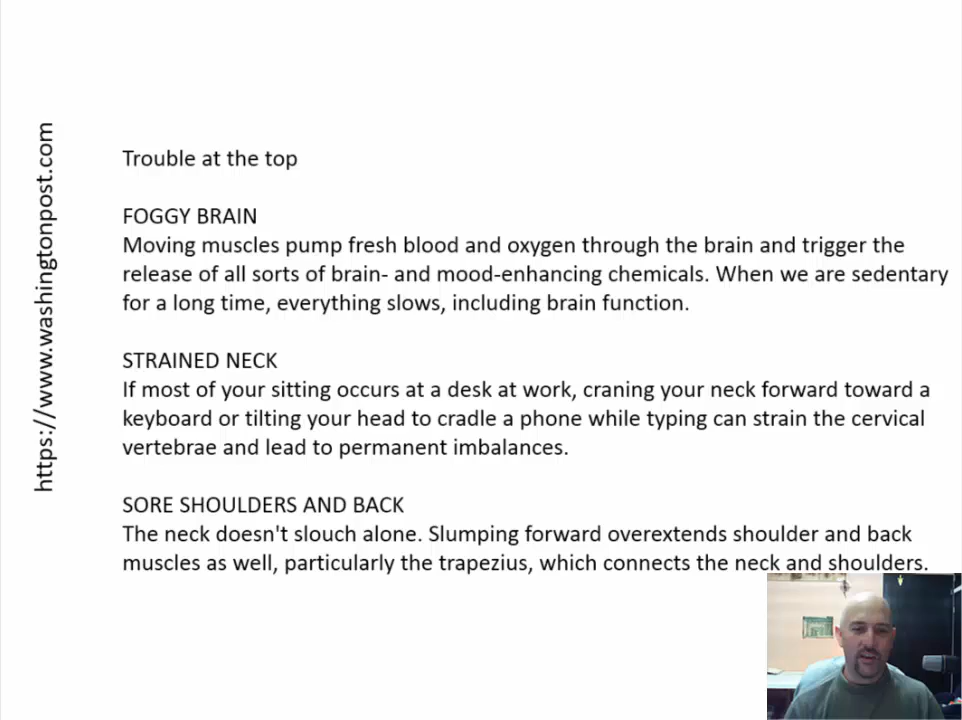 https://www.washingtonpost.com
Trouble at the top
FOGGY BRAIN
Moving muscles pump fresh blood and oxygen through the brain and trigger the
release of all sorts of brain- and mood-enhancing chemicals. When we are sedentary
for a long time, everything slows, including brain function.
STRAINED NECK
If most of your sitting occurs at a desk at work, craning your neck forward toward a
keyboard or tilting your head to cradle a phone while typing can strain the cervical
vertebrae and lead to permanent imbalances.
SORE SHOULDERS AND BACK
The neck doesn't slouch alone. Slumping forward overextends shoulder and back
muscles as well, particularly the trapezius, which connects the neck and shoulders.